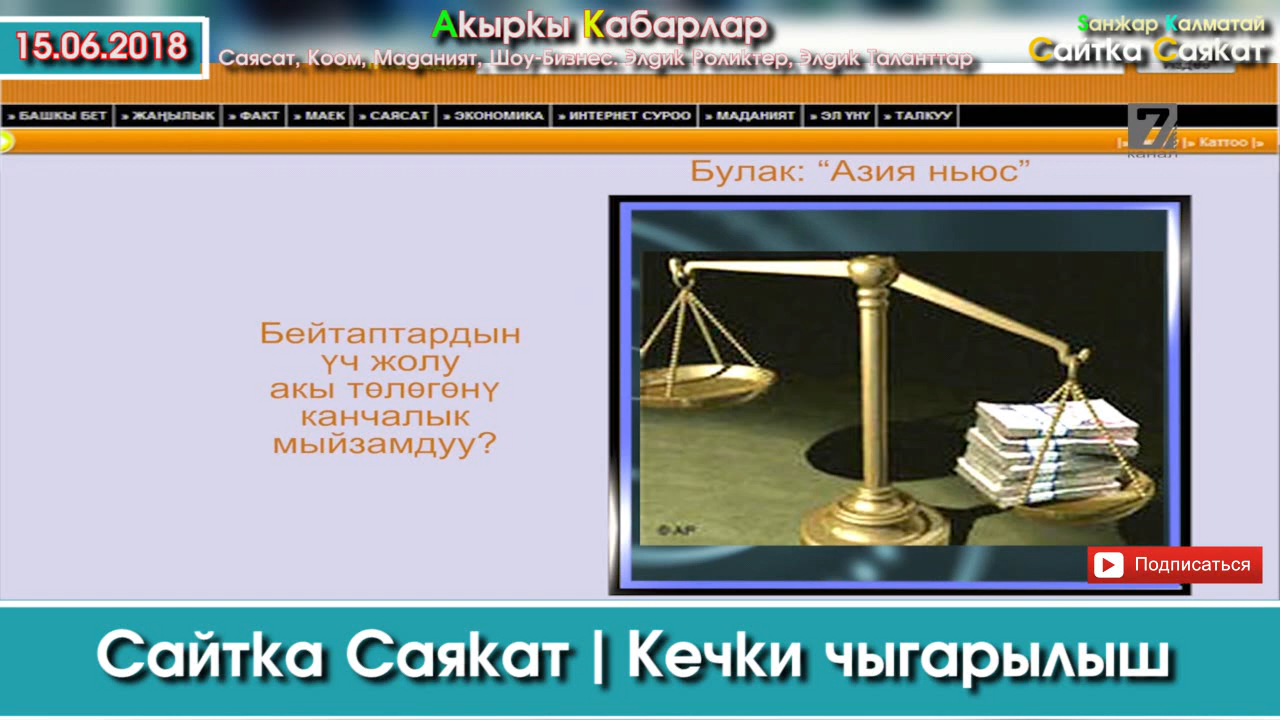 15.06.2018
Акыркы Кабарлар
Саясат, Коом, Маданият, Шоу-Бизнес. Элдик Роликтер, Элдик Таланттар
Sанжар Калматай
Сайтка Саякат
» БАШКЫ БЕТ » ЖАҢЫЛЫК » ФАКТ » МАЕК » САЯСАТ » ЭКОНОМИКА » ИНТЕРНЕТ СУРОО » МАДАНИЯТ » ЭЛ ҮНҮ » ТАЛКУУ
7
канал
|» Каттоо |»
Булак: “Азия ньюс”
Бейтаптардын
үч жолу
акы төлөгөнү
канчалык
мыйзамдуу?
© AP
Подписаться
Сайтка Саякат | Кечки чыгарылыш